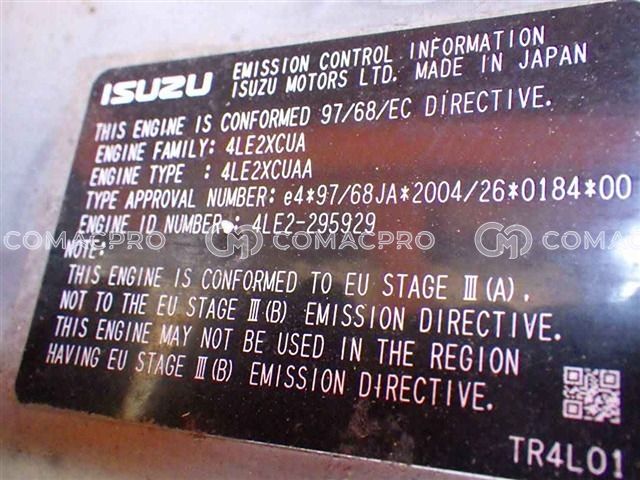 ISUZU
EMISSION CONTROL INFORMATION
ISUZU MOTORS LTD. MADE IN JAPAN
THIS ENGINE IS CONFORMED 97/68/EC DIRECTIVE.
ENGINE FAMILY: 4LE2XCUA
ENGINE TYPE : 4LE2XCUAA
TYPE APPROVAL NUMBER: e4*97/68JA*2004/26*0184*00
ENGINE ID NUMBER : 4LE2-295929
COMACPRO CM COMACPRO CM COMACPRO
NOTE:
THIS ENGINE IS CONFORMED TO EU STAGE Ⅲ(A),
NOT TO THE EU STAGE Ⅲ(B) EMISSION DIRECTIVE.
THIS ENGINE MAY NOT BE USED IN THE REGION
HAVING EU STAGE Ⅲ(B) EMISSION DIRECTIVE.
TR4L01